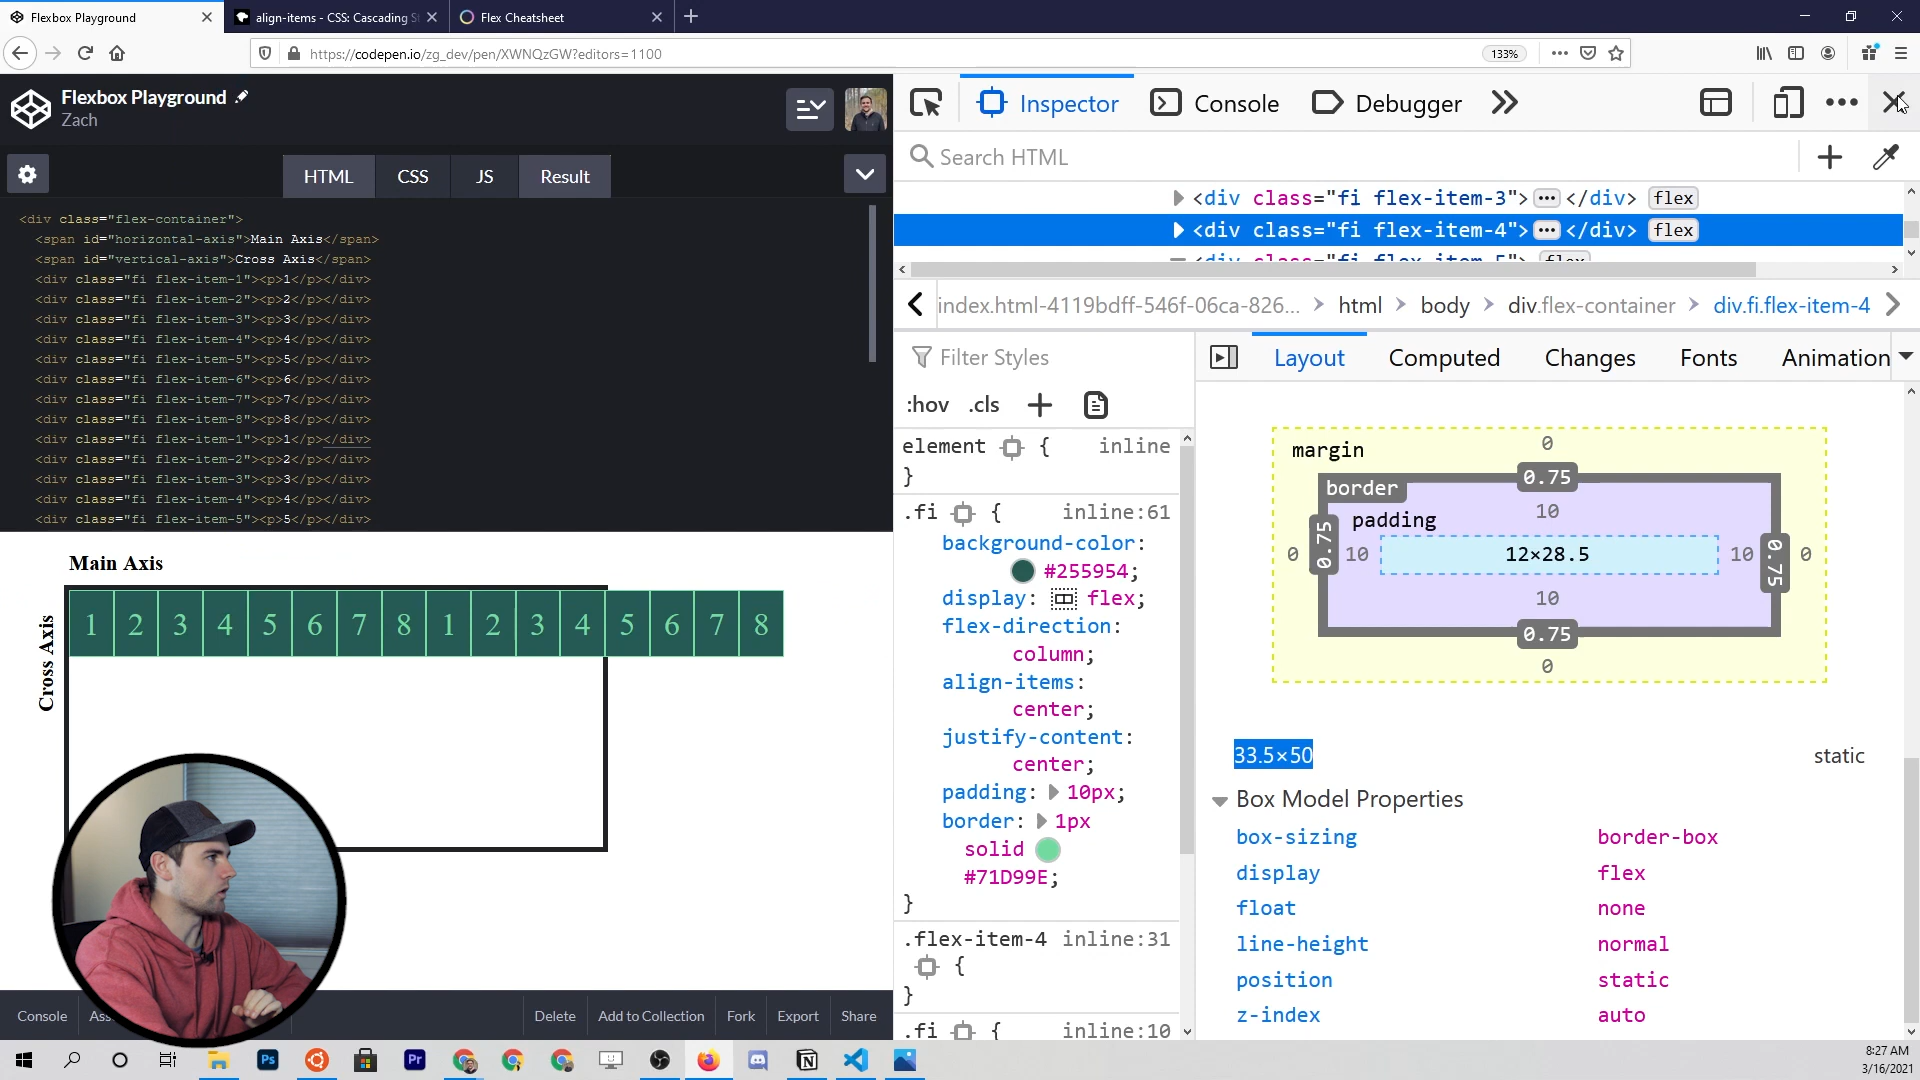 Flexbox Playground
align-items - CSS: Cascading S
Flex Cheatsheet
https://codepen.io/zg_dev/pen/XWNQzGW?editors=1100
133%
Flexbox Playground
Zach
HTML
CSS
JS
Result
<div class="flex-container">
<span id="horizontal-axis">Main Axis</span>
<span id="vertical-axis">Cross Axis</span>
<div class="fi flex-item-1"><p>1</p></div>
<div class="fi flex-item-2"><p>2</p></div>
<div class="fi flex-item-3"><p>3</p></div>
<div class="fi flex-item-4"><p>4</p></div>
<div class="fi flex-item-5"><p>5</p></div>
<div class="fi flex-item-6"><p>6</p></div>
<div class="fi flex-item-7"><p>7</p></div>
<div class="fi flex-item-8"><p>8</p></div>
<div class="fi flex-item-1"><p>1</p></div>
<div class="fi flex-item-2"><p>2</p></div>
<div class="fi flex-item-3"><p>3</p></div>
<div class="fi flex-item-4"><p>4</p></div>
<div class="fi flex-item-5"><p>5</p></div>
Main Axis
Cross Axis
1 2 3 4 5 6 7 8 1 2 3 4 5 6 7 8
Console
Ass
Delete
Add to Collection
Fork
Export
Share
Inspector
Console
Debugger
Search HTML
<div class="fi flex-item-3"> ••• </div> flex
<div class="fi flex-item-4"> ••• </div> flex
<div class="fi flex-item-5"> flex
index.html-4119bdff-546f-06ca-826... > html > body > div.flex-container > div.fi.flex-item-4
Filter Styles
:hov .cls
element { inline
}
.fi { inline:61
background-color:
#255954;
display: flex;
flex-direction:
column;
align-items:
center;
justify-content:
center;
padding: 10px;
border: 1px
solid
#71D99E;
}
.flex-item-4 inline:31
{
}
.fi { inline:10
Layout
Computed
Changes
Fonts
Animation
margin
0
border
0.75
padding
10
0 0.75 10 12×28.5 10 0.75 0
10
0.75
0
33.5×50
static
Box Model Properties
box-sizing border-box
display flex
float none
line-height normal
position static
z-index auto
8:27 AM
3/16/2021